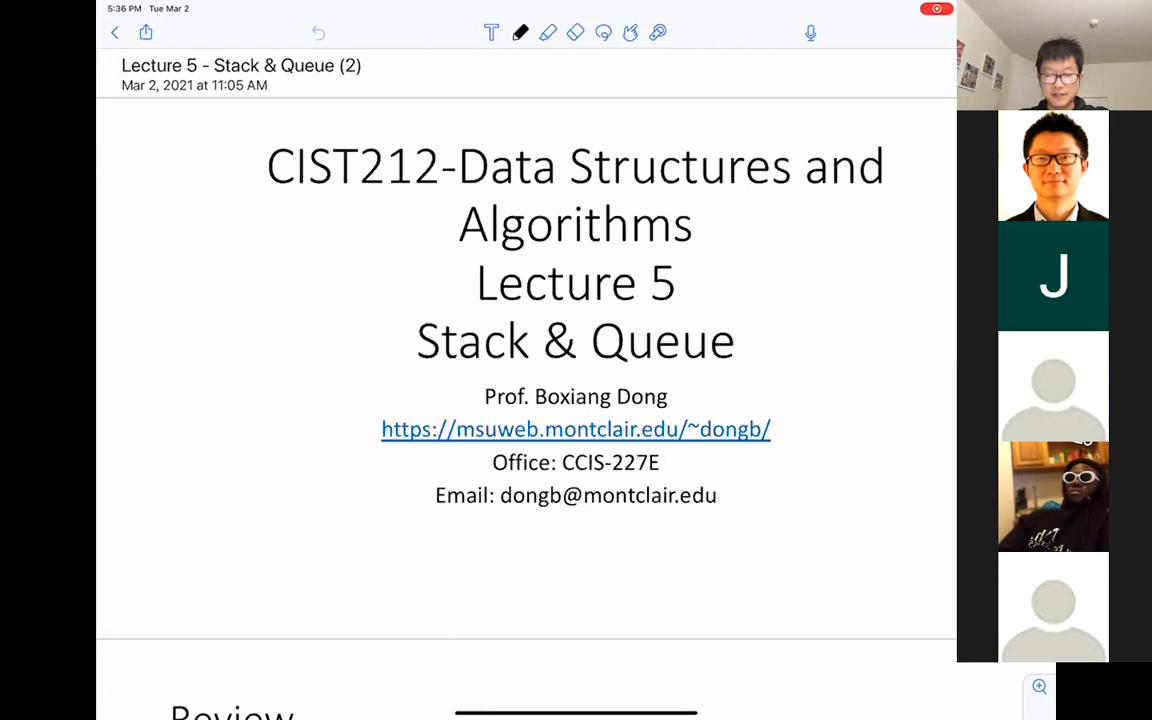 5:36 PM Tue Mar 2
Lecture 5 - Stack & Queue (2)
Mar 2, 2021 at 11:05 AM
CIST212-Data Structures and
Algorithms
Lecture 5
Stack & Queue
Prof. Boxiang Dong
https://msuweb.montclair.edu/~dongb/
Office: CCIS-227E
Email: dongb@montclair.edu
Review
J